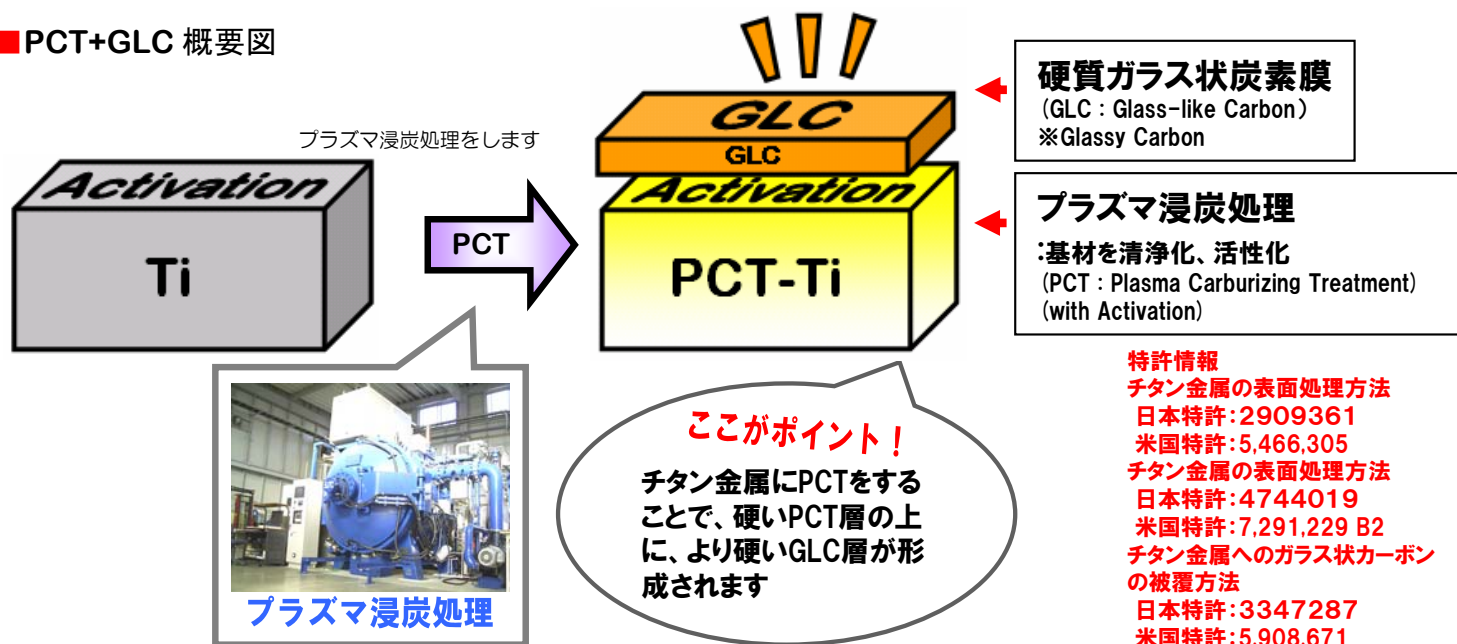 ■PCT+GLC 概要図
プラズマ浸炭処理をします
Activation
Ti
PCT
プラズマ浸炭処理
GLC
GLC
Activation
PCT-Ti
ここがポイント！
チタン金属にPCTをする
ことで、硬いPCT層の上
に、より硬いGLC層が形
成されます
硬質ガラス状炭素膜
(GLC：Glass-like Carbon)
※Glassy Carbon
プラズマ浸炭処理
:基材を清浄化、活性化
(PCT：Plasma Carburizing Treatment)
(with Activation)
特許情報
チタン金属の表面処理方法
日本特許：2909361
米国特許：5,466,305
チタン金属の表面処理方法
日本特許：4744019
米国特許：7,291,229 B2
チタン金属へのガラス状カーボン
の被覆方法
日本特許：3347287
米国特許：5,908,671